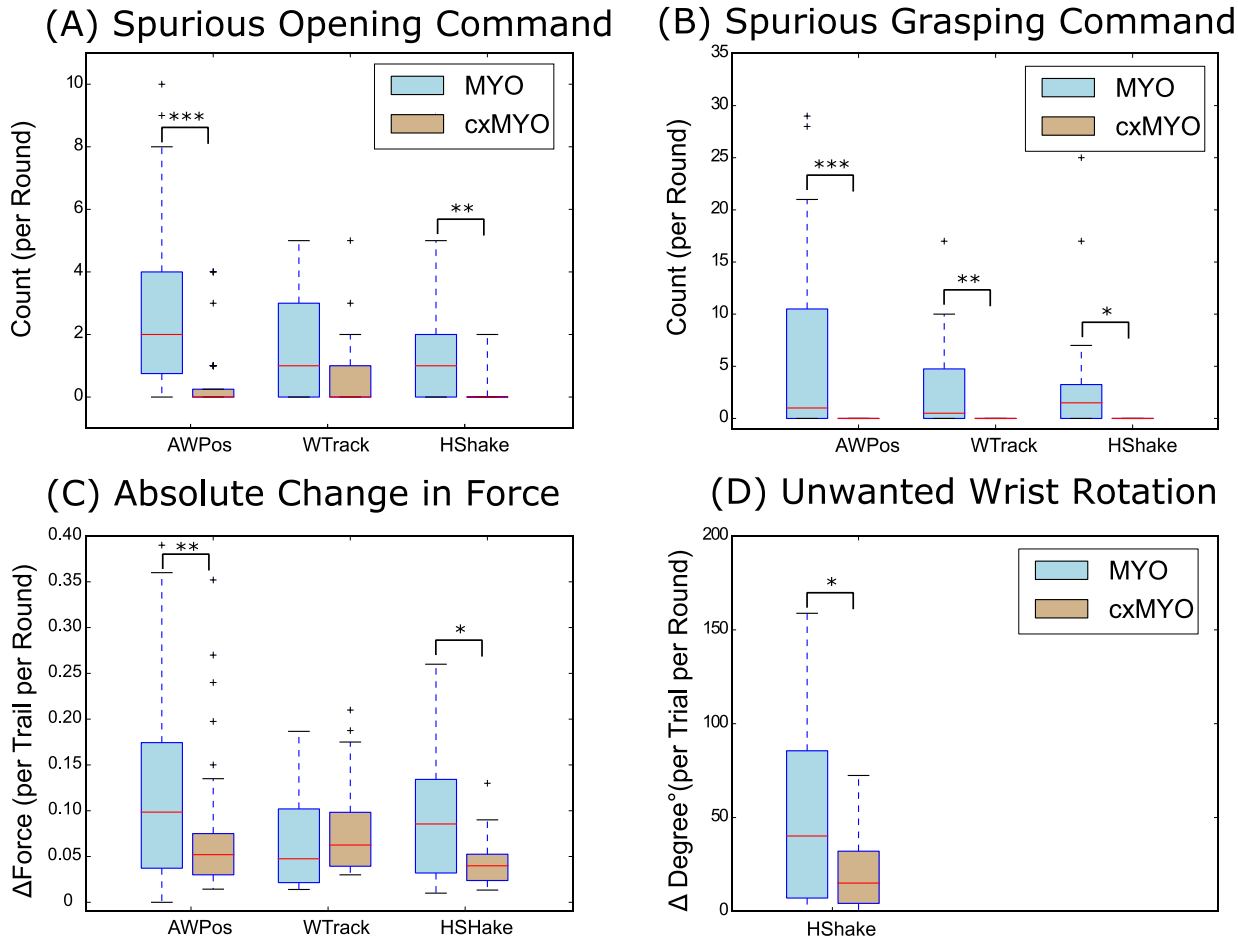 (A) Spurious Opening Command
10
8
6
4
2
0
Count (per Round)
MYO
cxMYO
***
**
AWPos WTrack HShake
(B) Spurious Grasping Command
35
30
25
20
15
10
5
0
Count (per Round)
MYO
cxMYO
***
**
*
AWPos WTrack HShake
(C) Absolute Change in Force
0.40
0.35
0.30
0.25
0.20
0.15
0.10
0.05
0
ΔForce (per Trail per Round)
**
*
AWPos WTrack HSHake
(D) Unwanted Wrist Rotation
200
150
100
50
0
Δ Degree°(per Trial per Round)
MYO
cxMYO
*
HShake